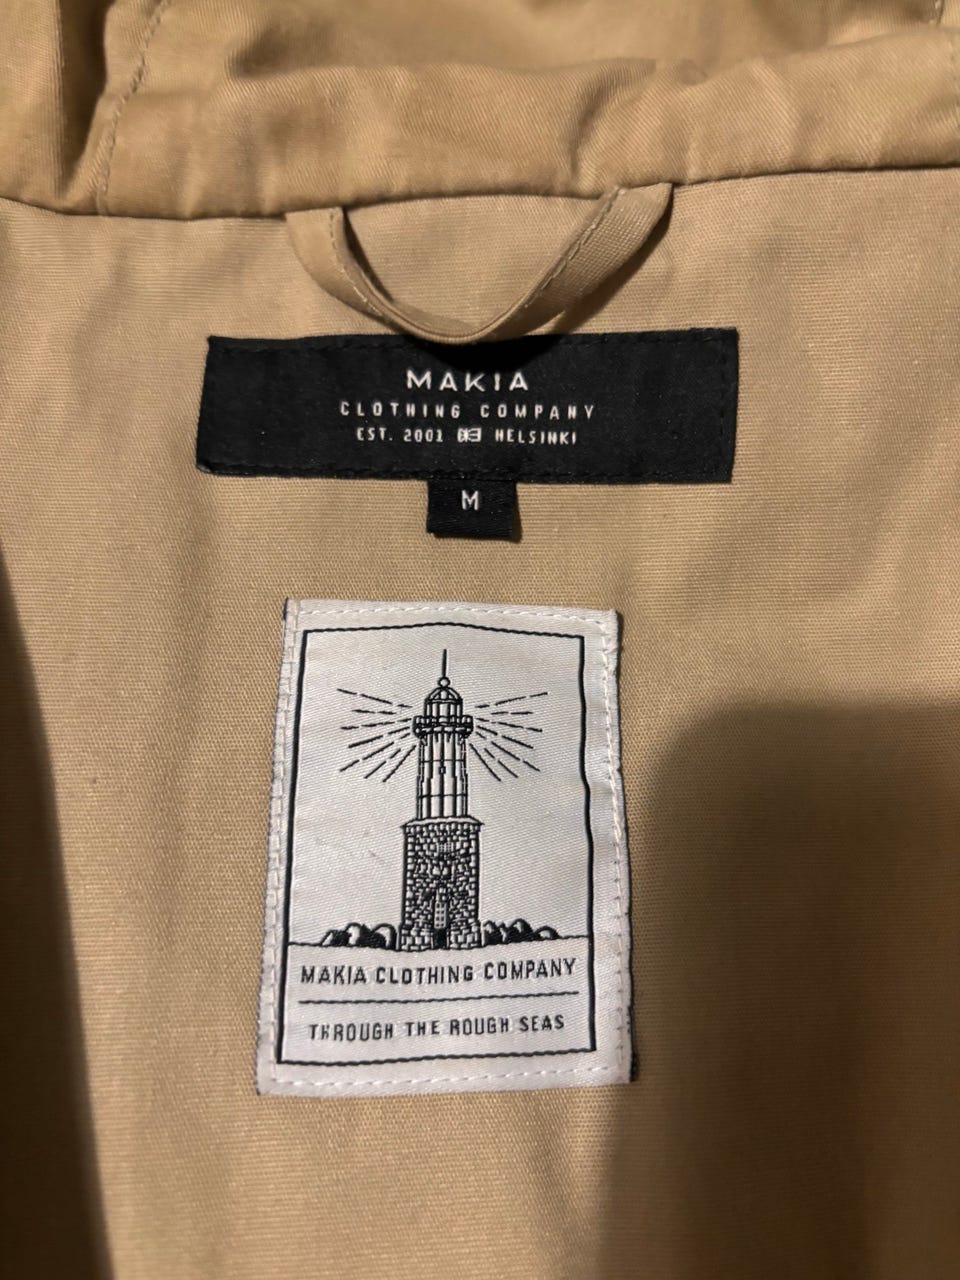 MAKIA
CLOTHING COMPANY
EST. 2001 HELSINKI
M
MAKIA CLOTHING COMPANY
THROUGH THE ROUGH SEAS